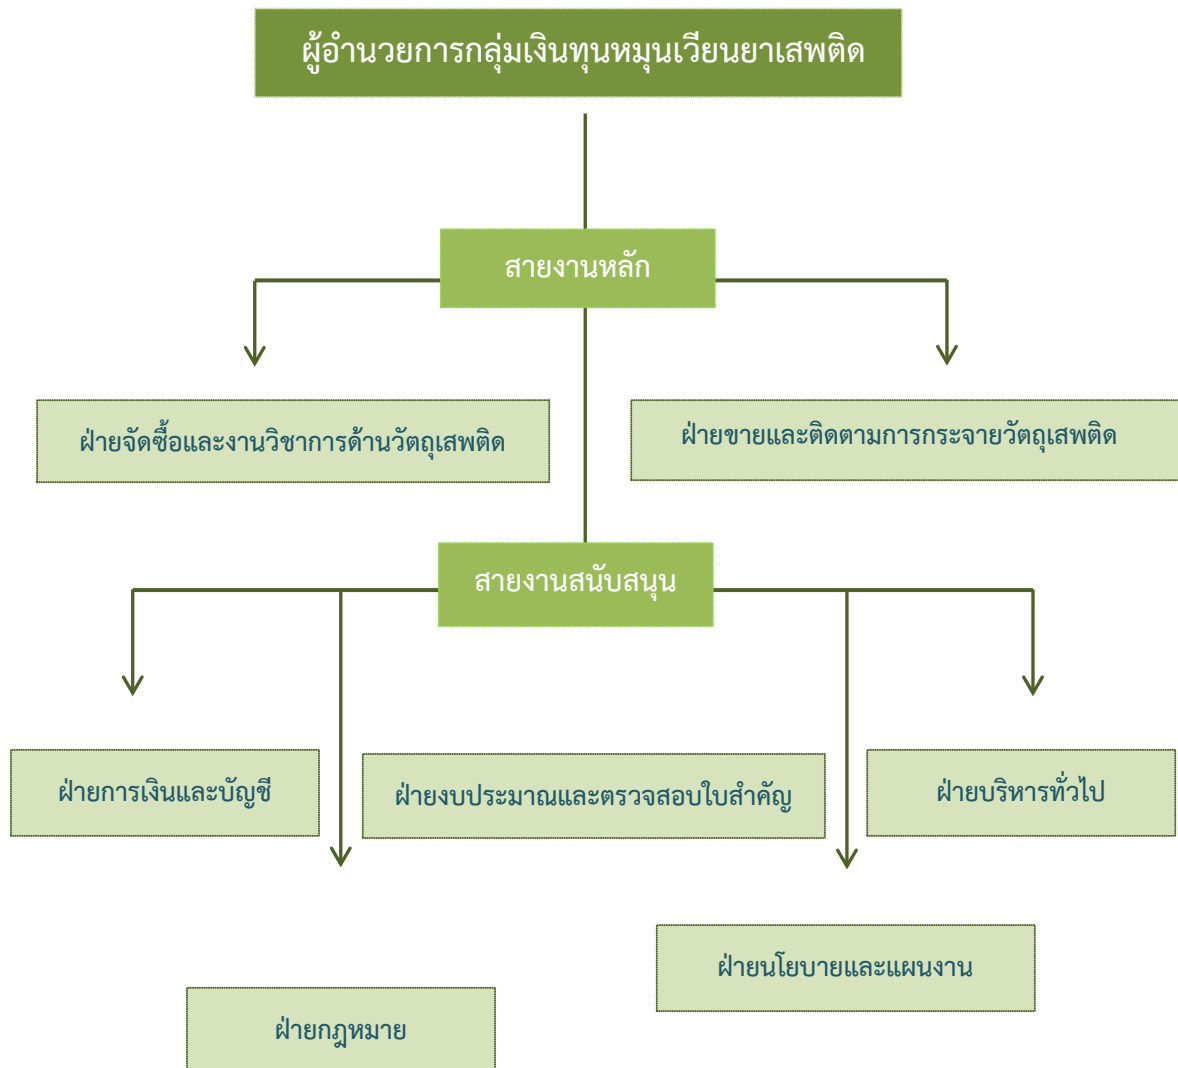 ผู้อำนวยการกลุ่มเงินทุนหมุนเวียนยาเสพติด
สายงานหลัก
ฝ่ายจัดซื้อและงานวิชาการด้านวัตถุเสพติด
ฝ่ายขายและติดตามการกระจายวัตถุเสพติด
สายงานสนับสนุน
ฝ่ายการเงินและบัญชี
ฝ่ายงบประมาณและตรวจสอบใบสำคัญ
ฝ่ายบริหารทั่วไป
ฝ่ายนโยบายและแผนงาน
ฝ่ายกฎหมาย